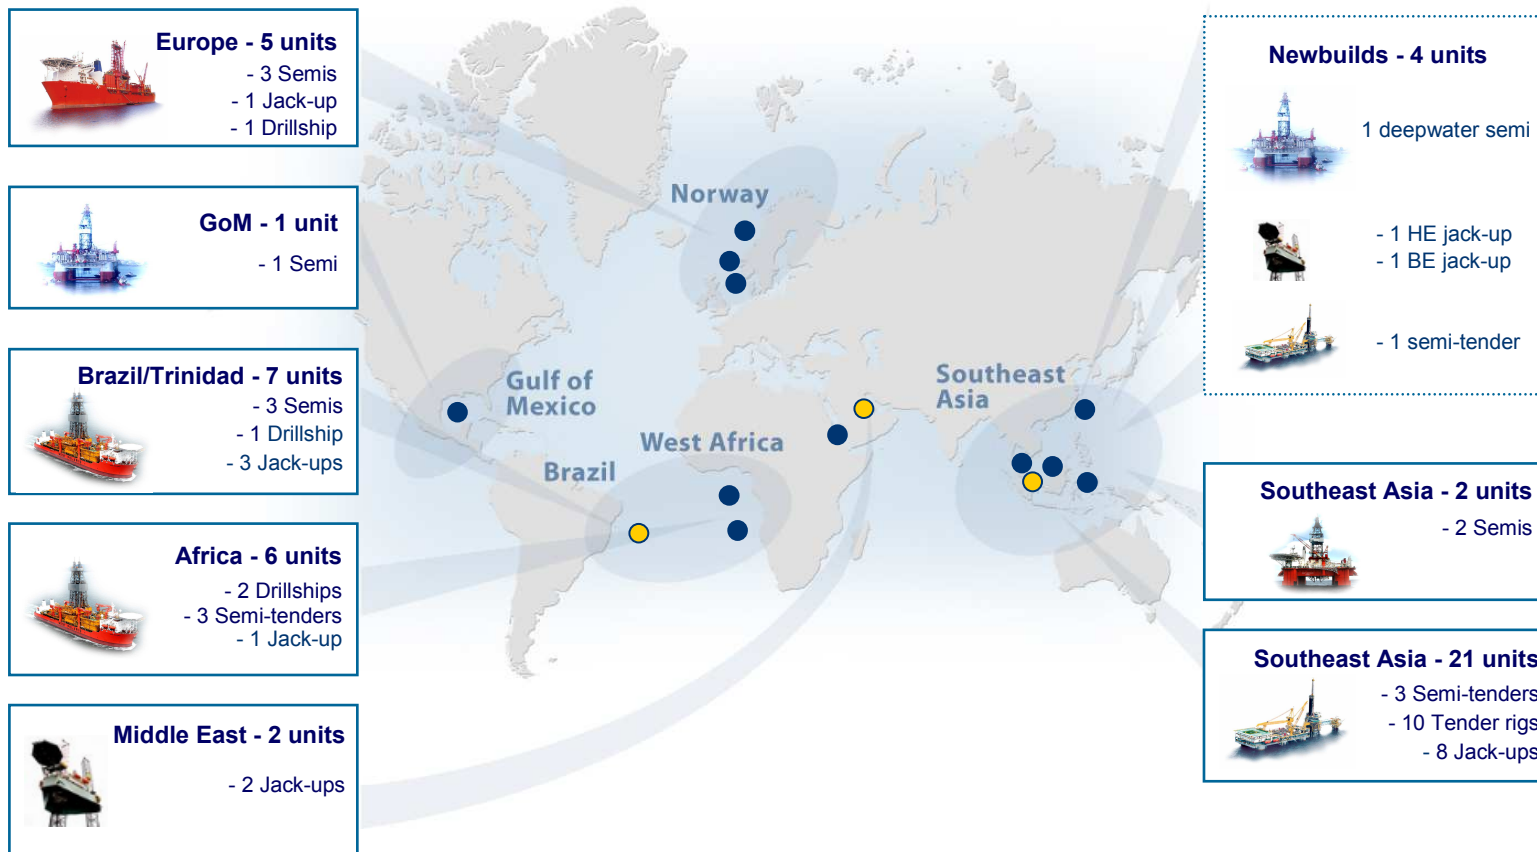 Europe - 5 units
- 3 Semis
- 1 Jack-up
- 1 Drillship
GoM - 1 unit
- 1 Semi
Brazil/Trinidad - 7 units
- 3 Semis
- 1 Drillship
- 3 Jack-ups
Africa - 6 units
- 2 Drillships
- 3 Semi-tenders
- 1 Jack-up
Middle East - 2 units
- 2 Jack-ups
Norway
Gulf of
Mexico
West Africa
Brazil
Southeast
Asia
Newbuilds - 4 units
1 deepwater semi
- 1 HE jack-up
- 1 BE jack-up
- 1 semi-tender
Southeast Asia - 2 units
- 2 Semis
Southeast Asia - 21 units
- 3 Semi-tenders
- 10 Tender rigs
- 8 Jack-ups